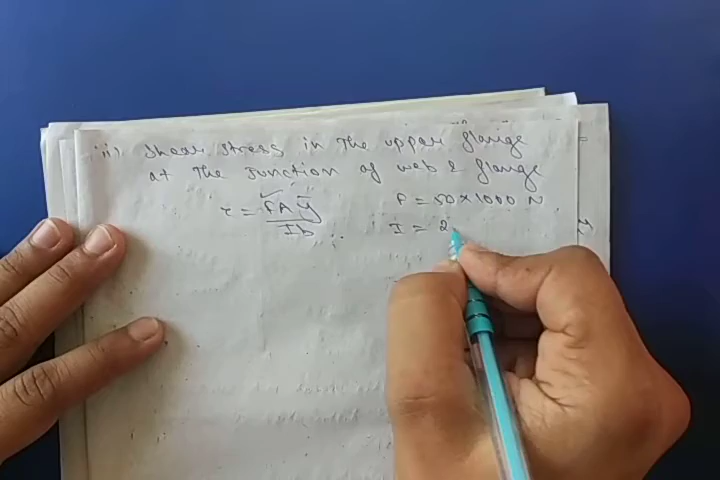 iii) Shear stress in The upper flange
at The Junction of web & flange
τ = FAȳ / Ib
F = 50 × 1000 N
I = 2